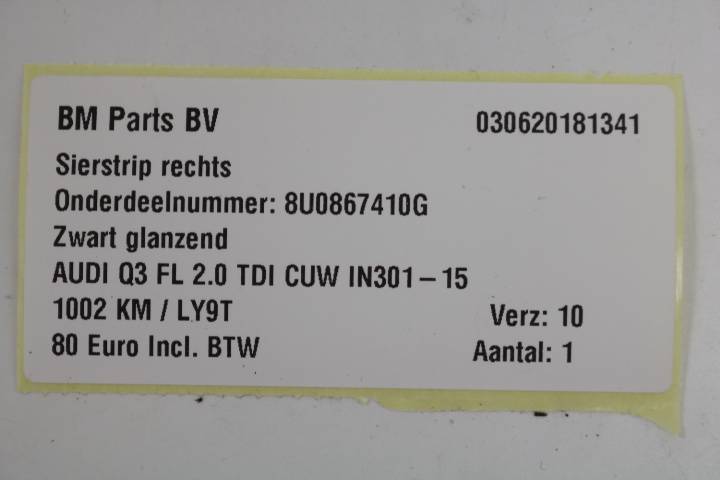 BM Parts BV 030620181341
Sierstrip rechts
Onderdeelnummer: 8U0867410G
Zwart glanzend
AUDI Q3 FL 2.0 TDI CUW IN301-15
1002 KM / LY9T Verz: 10
80 Euro Incl. BTW Aantal: 1